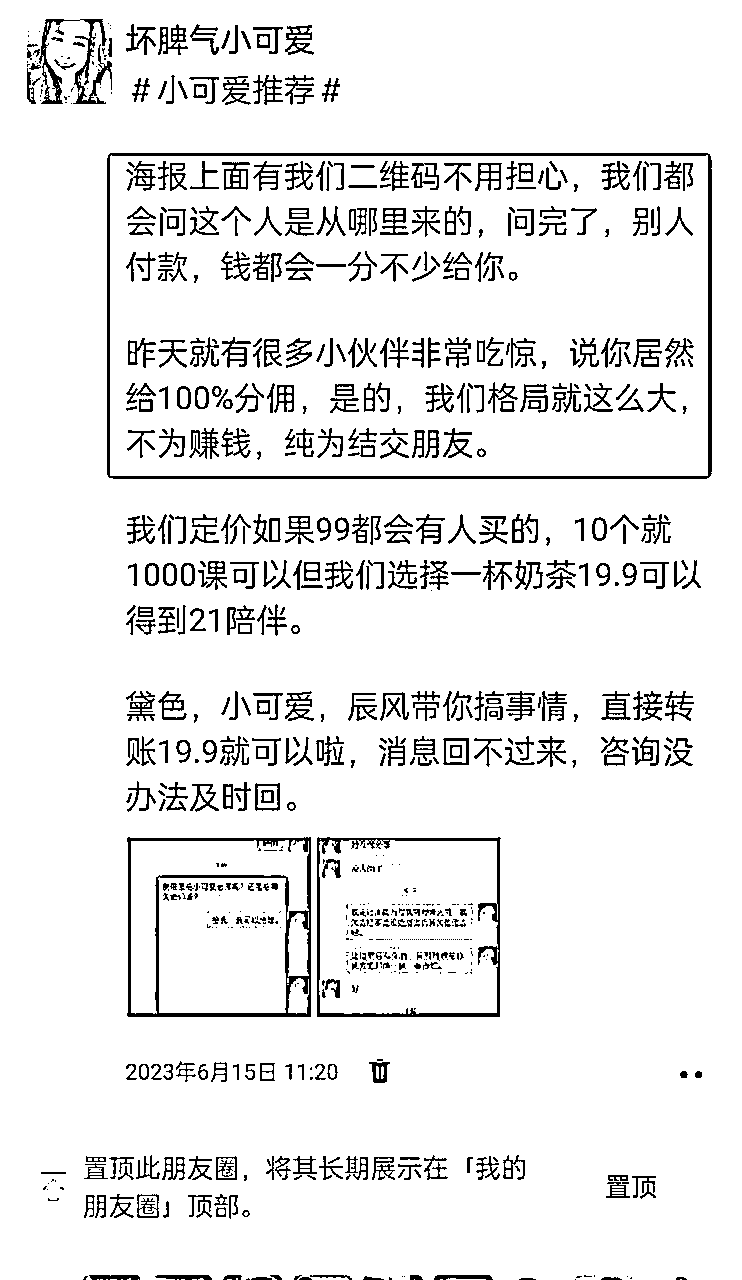 坏脾气小可爱
#小可爱推荐#
海报上面有我们二维码不用担心，我们都
会问这个人是从哪里来的，问完了，别人
付款，钱都会一分不少给你。
昨天就有很多小伙伴非常吃惊，说你居然
给100%分佣，是的，我们格局就这么大，
不为赚钱，纯为结交朋友。
我们定价如果99都会有人买的，10个就
1000课可以但我们选择一杯奶茶19.9可以
得到21陪伴。
黛色，小可爱，辰风带你搞事情，直接转
账19.9就可以啦，消息回不过来，咨询没
办法及时回。
2023年6月15日 11:20
置顶此朋友圈，将其长期展示在「我的
朋友圈」顶部。
置顶